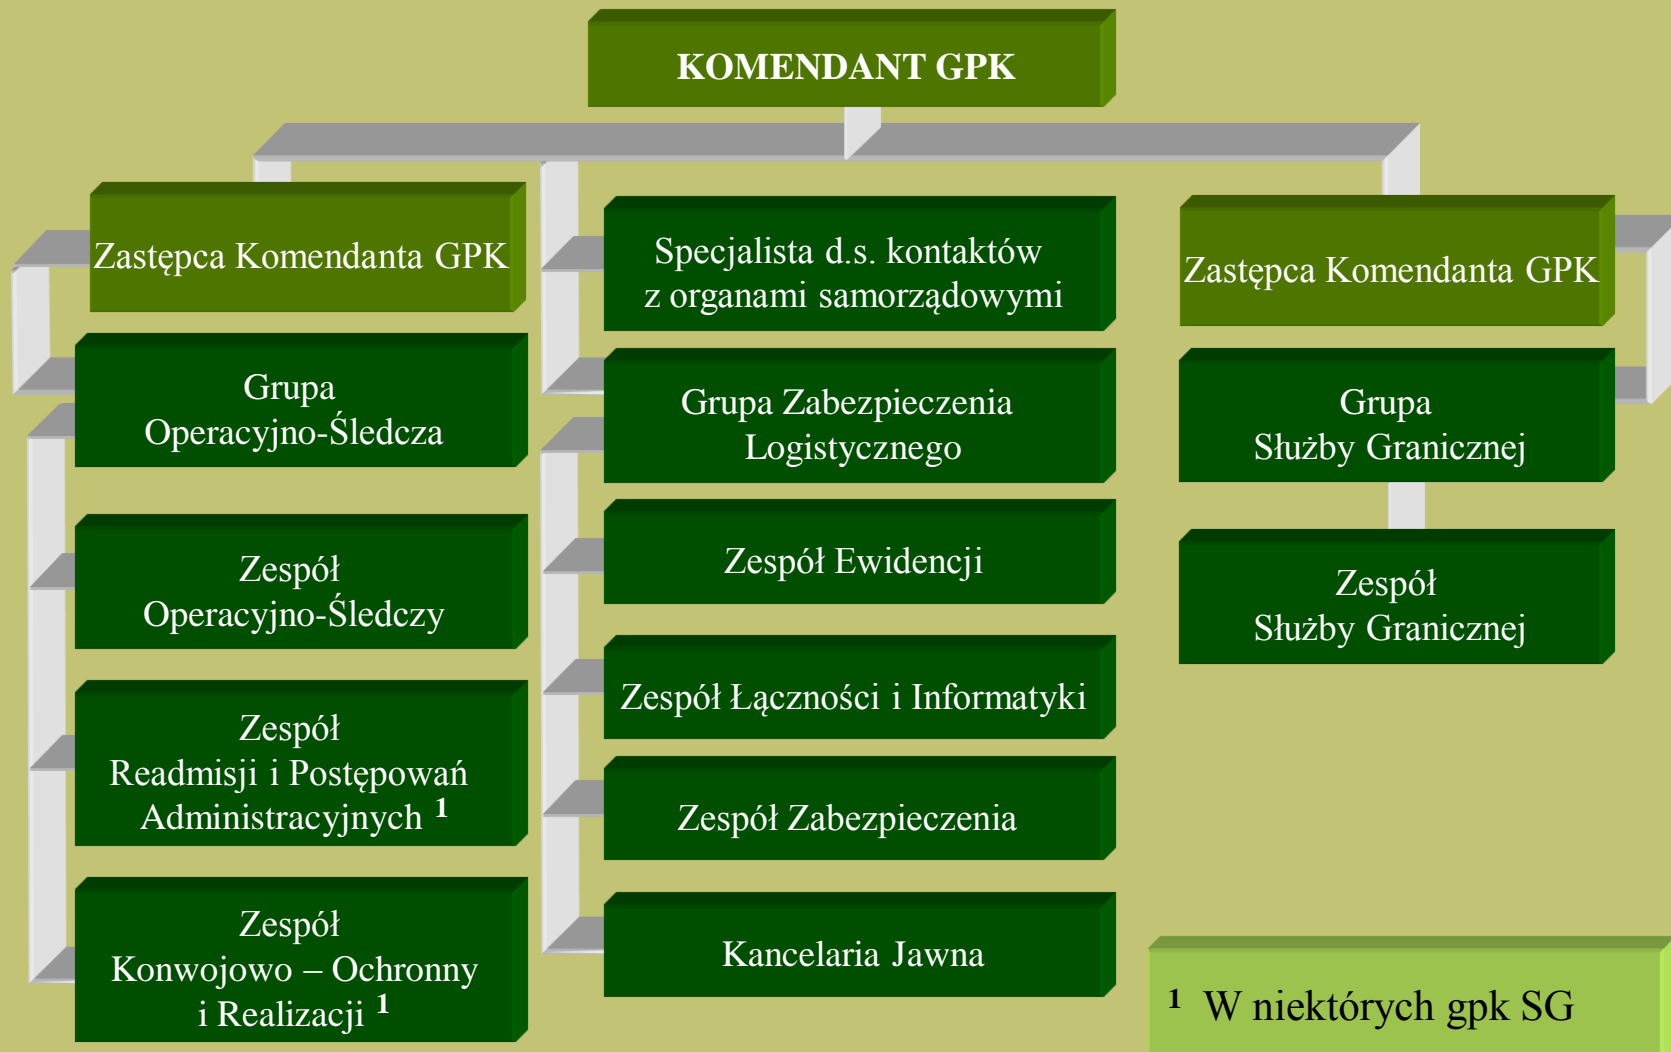 KOMENDANT GPK
Zastępca Komendanta GPK
Grupa
Operacyjno-Śledcza
Zespół
Operacyjno-Śledczy
Zespół
Readmisji i Postępowań
Administracyjnych 1
Zespół
Konwojowo – Ochronny
i Realizacji 1
Specjalista d.s. kontaktów
z organami samorządowymi
Grupa Zabezpieczenia
Logistycznego
Zespół Ewidencji
Zespół Łączności i Informatyki
Zespół Zabezpieczenia
Kancelaria Jawna
Zastępca Komendanta GPK
Grupa
Służby Granicznej
Zespół
Służby Granicznej
1 W niektórych gpk SG